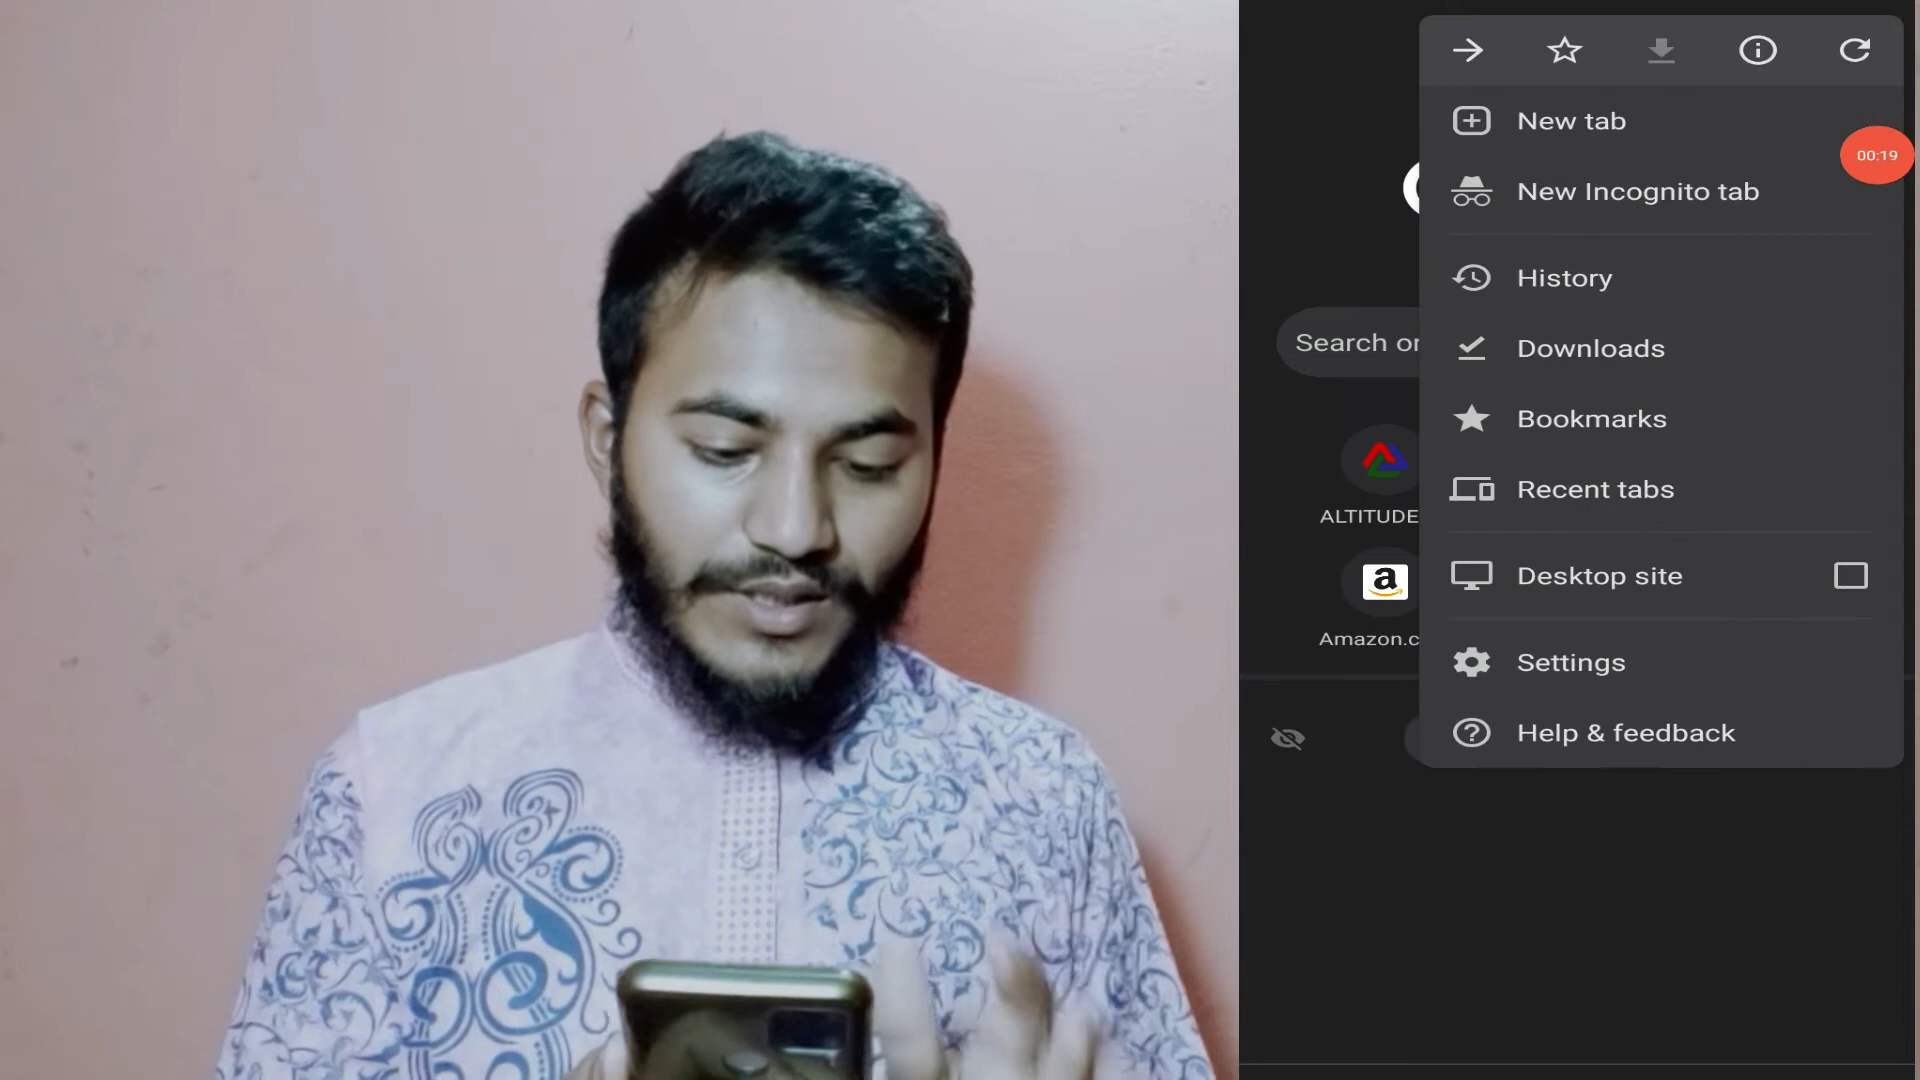 New tab
00:19
New Incognito tab
History
Search or
Downloads
Bookmarks
Recent tabs
ALTITUDE
Desktop site
a
Amazon.c
Settings
Help & feedback